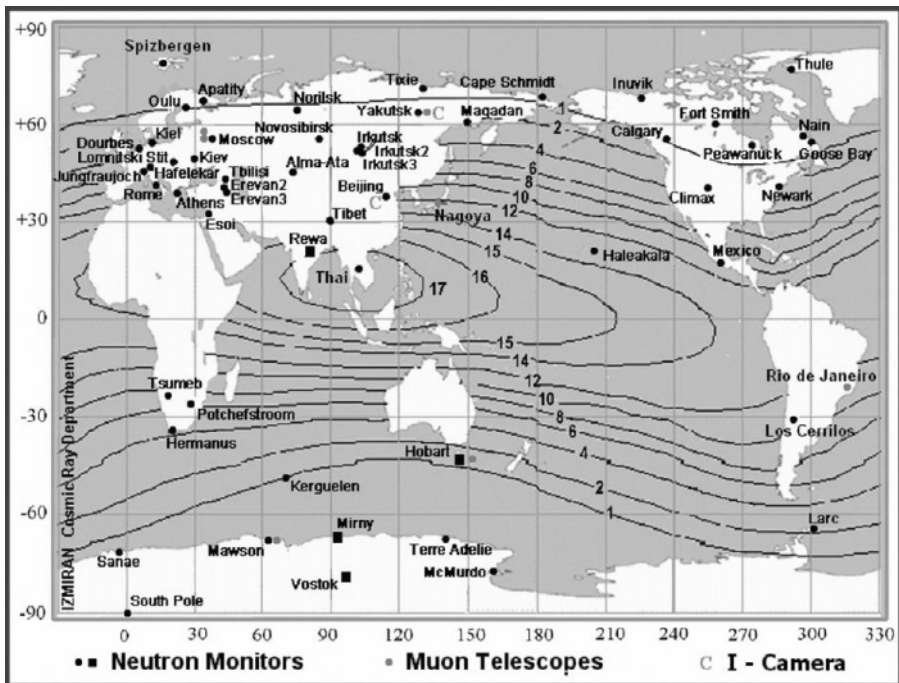 +90
Spizbergen
Thule
Tixie
Cape Schmidt
Inuvik
Apatity
Oulu
Norilsk
1
Yakutsk C
Magadan
Fort Smith
+60
2
Nain
Kiel
Moscow
Novosibirsk
Irkutsk
Calgary
Dourbes
4
Irkutsk2
Peawanuck
Goose Bay
Lomnitski Stit
Kiev
Alma-Ata
Irkutsk3
6
Jungfraujoch
Hafelekar
Tbilisi
8
Erevan2
Beijing
Climax
Newark
Rome
Athens
Erevan3
10
C
Nagoya
12
+30
Esoi
Tibet
14
Rewa
15
Haleakala
Mexico
Thai
16
17
0
15
14
Rio de Janeiro
12
Tsumeb
10
-30
Potchefstroom
8
Los Cerrilos
Hermanus
6
Hobart
4
Kerguelen
2
-60
Mirny
1
Larc
Sanae
Mawson
Terre Adelie
Vostok
McMurdo
South Pole
-90
IZMIRAN Cosmic Ray Department
0 30 60 90 120 150 180 210 240 270 300 330
Neutron Monitors
Muon Telescopes
C I - Camera